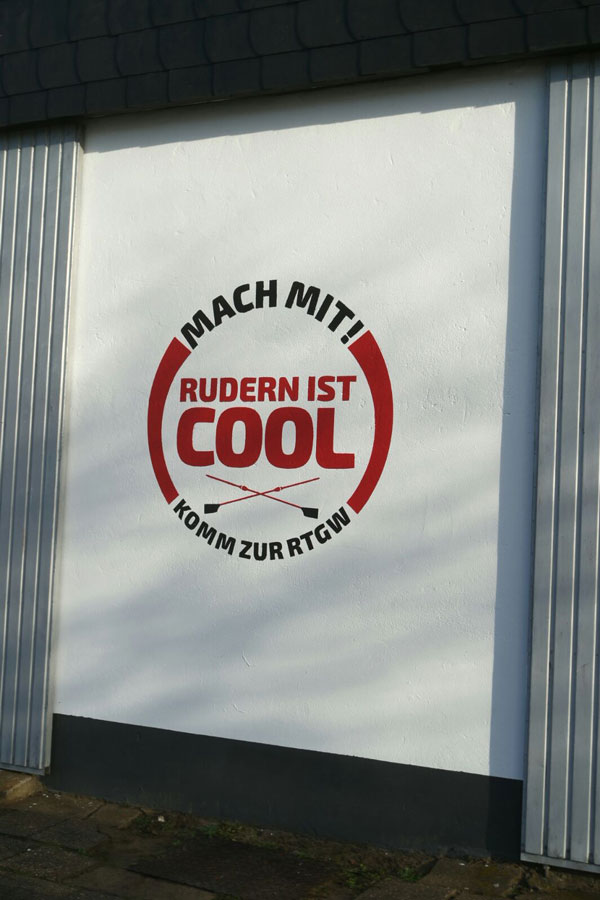 MACH MIT!
RUDERN IST
COOL
KOMM ZUR RTGW